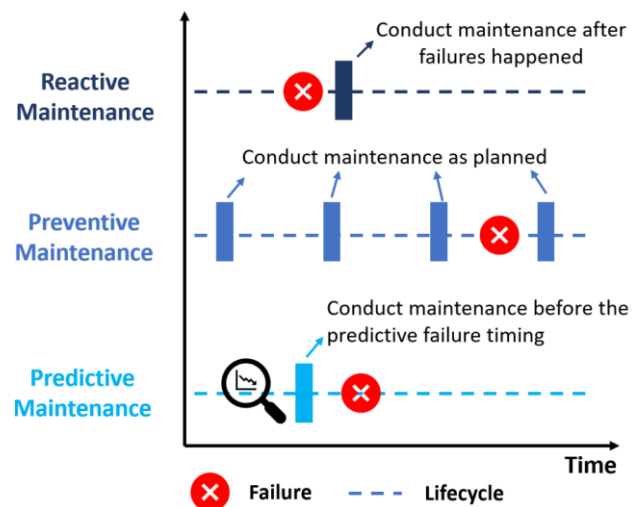 Conduct maintenance after
failures happened
Reactive
Maintenance
Conduct maintenance as planned
Preventive
Maintenance
Conduct maintenance before the
predictive failure timing
Predictive
Maintenance
Time
Failure
Lifecycle